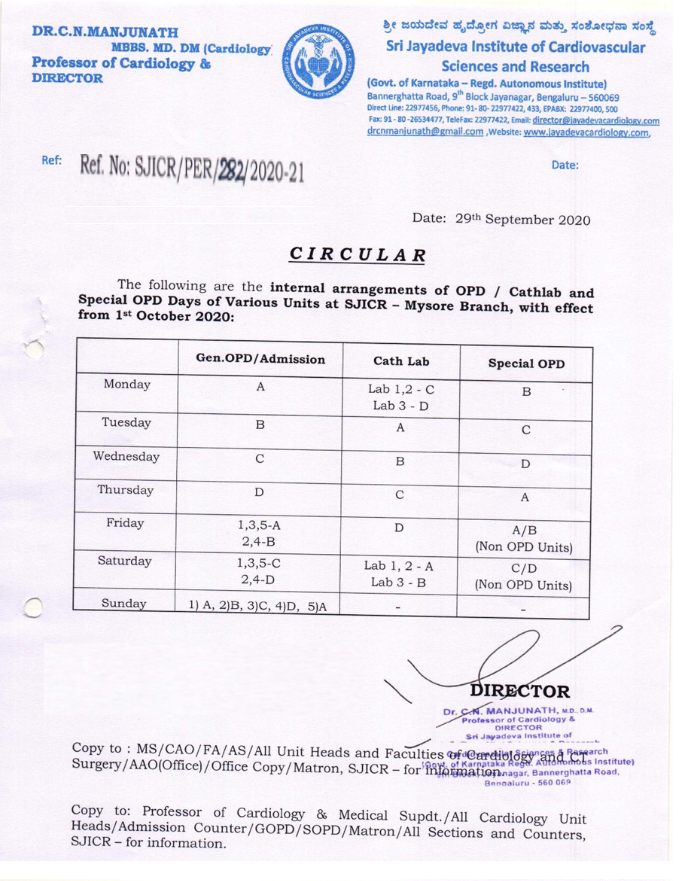 DR.C.N.MANJUNATH
MBBS. MD. DM (Cardiology)
Professor of Cardiology &
DIRECTOR
SRI JAYADEVA INSTITUTE OF CARDIOVASCULAR SCIENCES &
ಶ್ರೀ ಜಯದೇವ ಹೃದ್ರೋಗ ವಿಜ್ಞಾನ ಮತ್ತು ಸಂಶೋಧನಾ ಸಂಸ್ಥೆ
Sri Jayadeva Institute of Cardiovascular
Sciences and Research
(Govt. of Karnataka – Regd. Autonomous Institute)
Bannerghatta Road, 9th Block Jayanagar, Bengaluru – 560069
Direct Line: 22977456, Phone: 91- 80- 22977422, 433, EPABX: 22977400, 500
Fax: 91 - 80 -26534477, TeleFax: 22977422, Email: director@jayadevacardiology.com
drcnmanjunath@gmail.com ,Website: www.jayadevacardiology.com,
Ref: Ref. No: SJICR/PER/282/2020-21
Date:
Date: 29th September 2020
CIRCULAR
The following are the internal arrangements of OPD / Cathlab and
Special OPD Days of Various Units at SJICR – Mysore Branch, with effect
from 1st October 2020:
Gen.OPD/Admission Cath Lab Special OPD
Monday A Lab 1,2 - C B
Lab 3 - D
Tuesday B A C
Wednesday C B D
Thursday D C A
Friday 1,3,5-A D A/B
2,4-B (Non OPD Units)
Saturday 1,3,5-C Lab 1, 2 - A C/D
2,4-D Lab 3 - B (Non OPD Units)
Sunday 1) A, 2)B, 3)C, 4)D, 5)A - -
DIRECTOR
Dr. C.N. MANJUNATH, M.D., D.M.
Professor of Cardiology &
DIRECTOR
Sri Jayadeva Institute of
Copy to : MS/CAO/FA/AS/All Unit Heads and Faculties of Cardiology and CT
Surgery/AAO(Office)/Office Copy/Matron, SJICR – for information.
Sciences & Research
(Govt. of Karnataka Regd. Autonomous Institute)
Bannerghatta Road,
Bengaluru - 560 069
Copy to: Professor of Cardiology & Medical Supdt./All Cardiology Unit
Heads/Admission Counter/GOPD/SOPD/Matron/All Sections and Counters,
SJICR – for information.